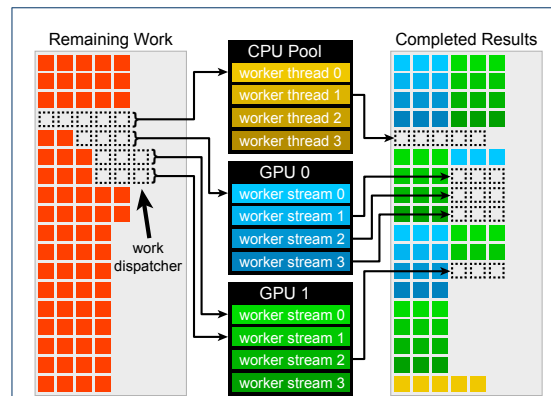 Remaining Work
CPU Pool
Completed Results
worker thread 0
worker thread 1
worker thread 2
worker thread 3
GPU 0
worker stream 0
worker stream 1
worker stream 2
worker stream 3
work
dispatcher
GPU 1
worker stream 0
worker stream 1
worker stream 2
worker stream 3